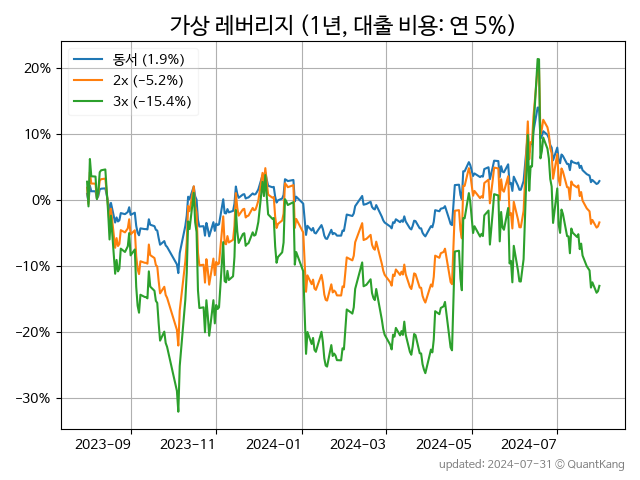 가상 레버리지 (1년, 대출 비용: 연 5%)
동서 (1.9%)
2x (−5.2%)
3x (−15.4%)
20%
10%
0%
−10%
−20%
−30%
2023-09 2023-11 2024-01 2024-03 2024-05 2024-07
updated: 2024-07-31 © QuantKang